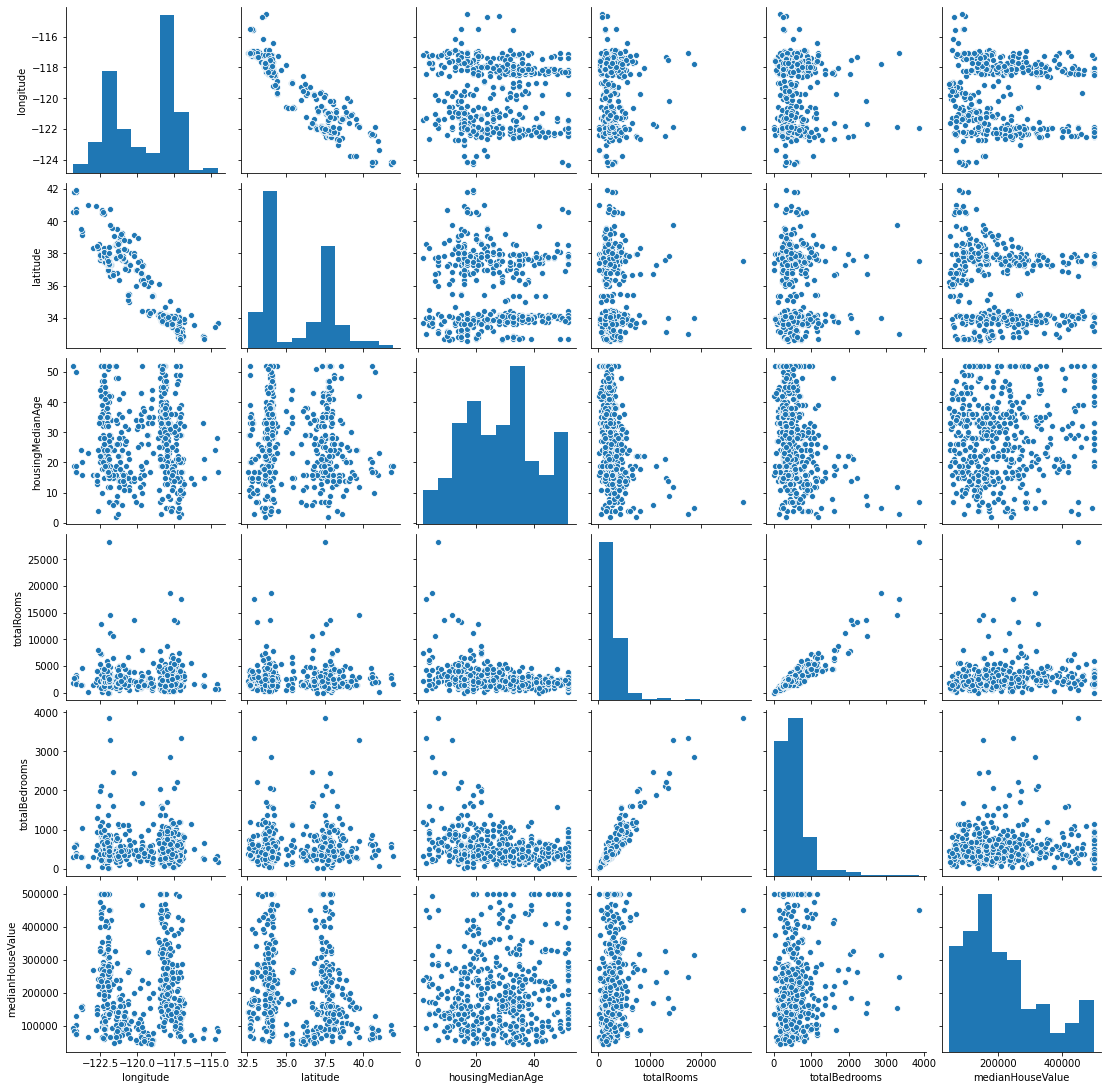 −116
−118
−120
−122
−124
longitude
42
40
38
36
34
latitude
50
40
30
20
10
0
housingMedianAge
25000
20000
15000
10000
5000
0
totalRooms
4000
3000
2000
1000
0
totalBedrooms
500000
400000
300000
200000
100000
medianHouseValue
−122.5 −120.0 −117.5 −115.0
longitude
32.5 35.0 37.5 40.0
latitude
20 40
housingMedianAge
0 10000 20000
totalRooms
0 1000 2000 3000 4000
totalBedrooms
200000 400000
medianHouseValue